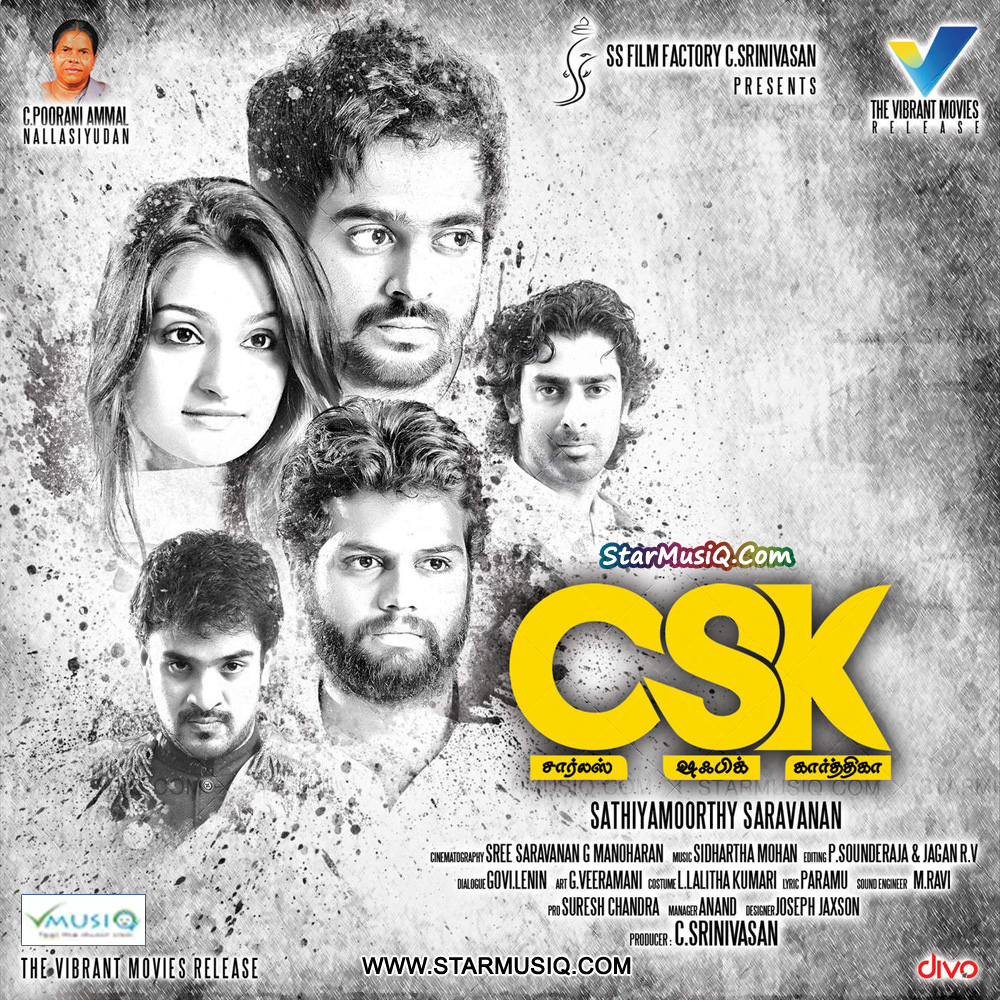 C.POORANI AMMAL
NALLASIYUDAN
SS FILM FACTORY C.SRINIVASAN
PRESENTS
THE VIBRANT MOVIES
RELEASE
StarMusiQ.Com
CSK
சார்லஸ் ஷஃபிக் கார்த்திகா
SATHIYAMOORTHY SARAVANAN
CINEMATOGRAPHY SREE SARAVANAN G MANOHARAN MUSIC SIDHARTHA MOHAN EDITING P.SOUNDERAJA & JAGAN R.V
DIALOGUE GOVI.LENIN ART G.VEERAMANI COSTUME L.LALITHA KUMARI LYRIC PARAMU SOUND ENGINEER M.RAVI
PRO SURESH CHANDRA MANAGER ANAND DESIGNER JOSEPH JAXSON
PRODUCER : C.SRINIVASAN
VMUSIQ
THE VIBRANT MOVIES RELEASE
WWW.STARMUSIQ.COM
divo